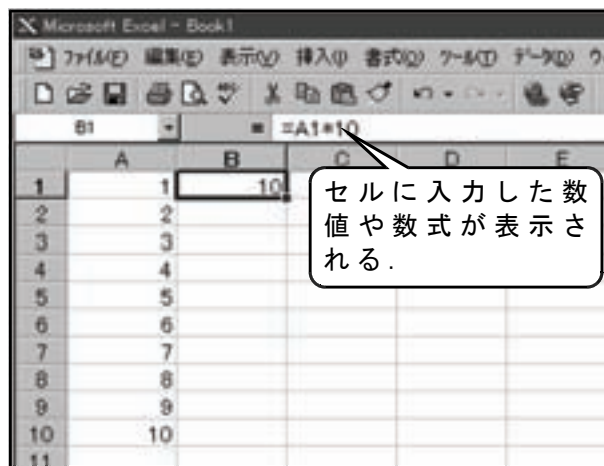 Microsoft Excel - Book1
ファイル(F) 編集(E) 表示(V) 挿入(I) 書式(O) ツール(T) データ(D) ウ
B1 = =A1*10
A B C D E
1 1 10
2 2
3 3
4 4
5 5
6 6
7 7
8 8
9 9
10 10
11
セルに入力した数
値や数式が表示さ
れる.